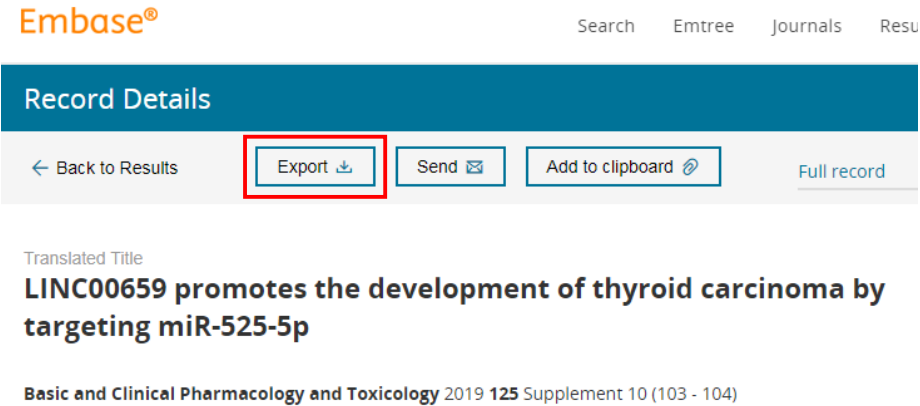 Embase®
Search Emtree Journals Resu
Record Details
← Back to Results Export Send Add to clipboard Full record
Translated Title
LINC00659 promotes the development of thyroid carcinoma by
targeting miR-525-5p
Basic and Clinical Pharmacology and Toxicology 2019 125 Supplement 10 (103 - 104)